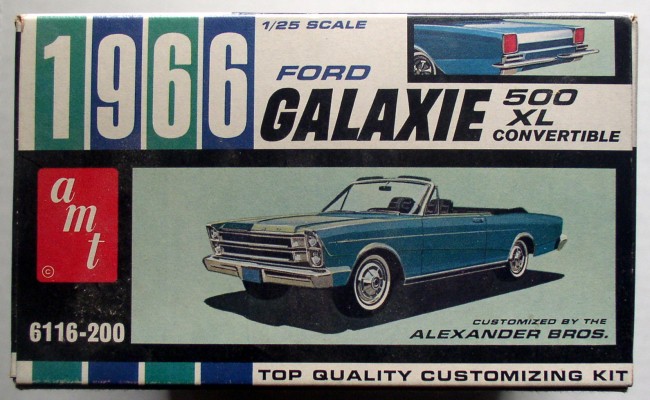 1966
1/25 SCALE
FORD
GALAXIE
500
XL
CONVERTIBLE
amt
©
6116-200
CUSTOMIZED BY THE
ALEXANDER BROS.
TOP QUALITY CUSTOMIZING KIT